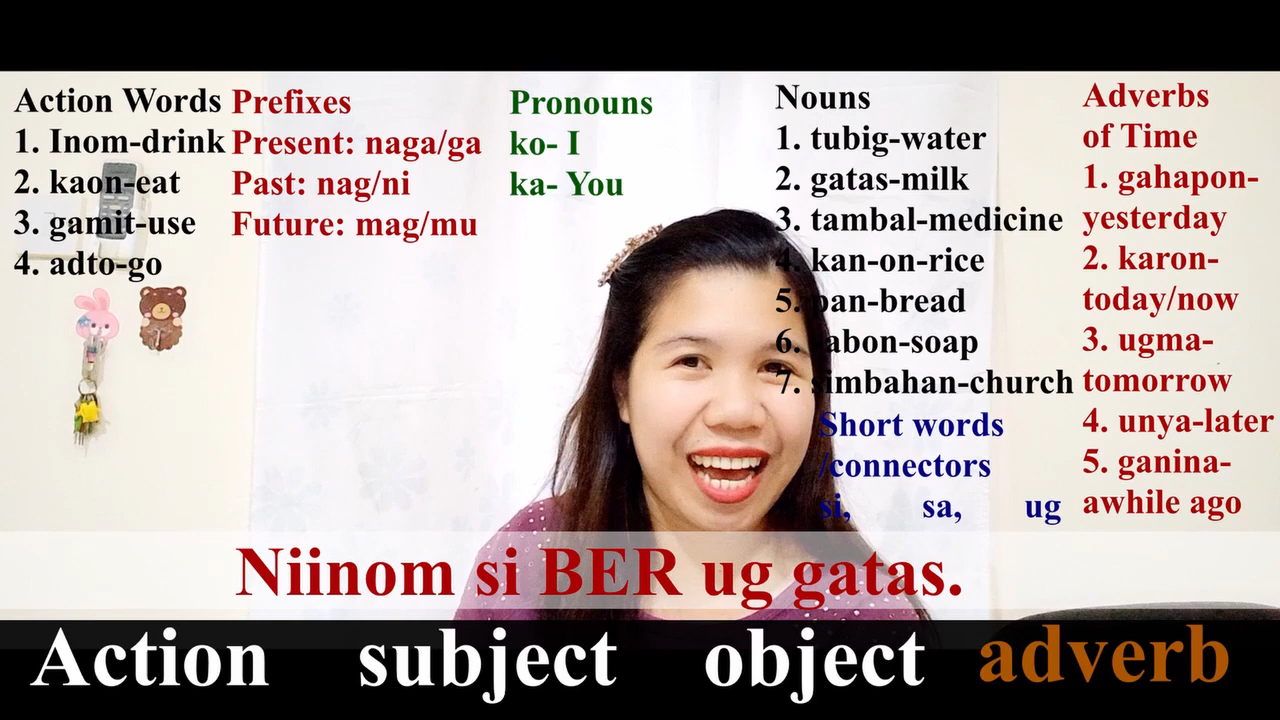 Action Words
1. Inom-drink
2. kaon-eat
3. gamit-use
4. adto-go
Prefixes
Present: naga/ga
Past: nag/ni
Future: mag/mu
Pronouns
ko- I
ka- You
Nouns
1. tubig-water
2. gatas-milk
3. tambal-medicine
4. kan-on-rice
5. pan-bread
6. sabon-soap
7. simbahan-church
Short words
/connectors
si, sa, ug
Adverbs
of Time
1. gahapon-
yesterday
2. karon-
today/now
3. ugma-
tomorrow
4. unya-later
5. ganina-
awhile ago
Niinom si BER ug gatas.
Action subject object adverb